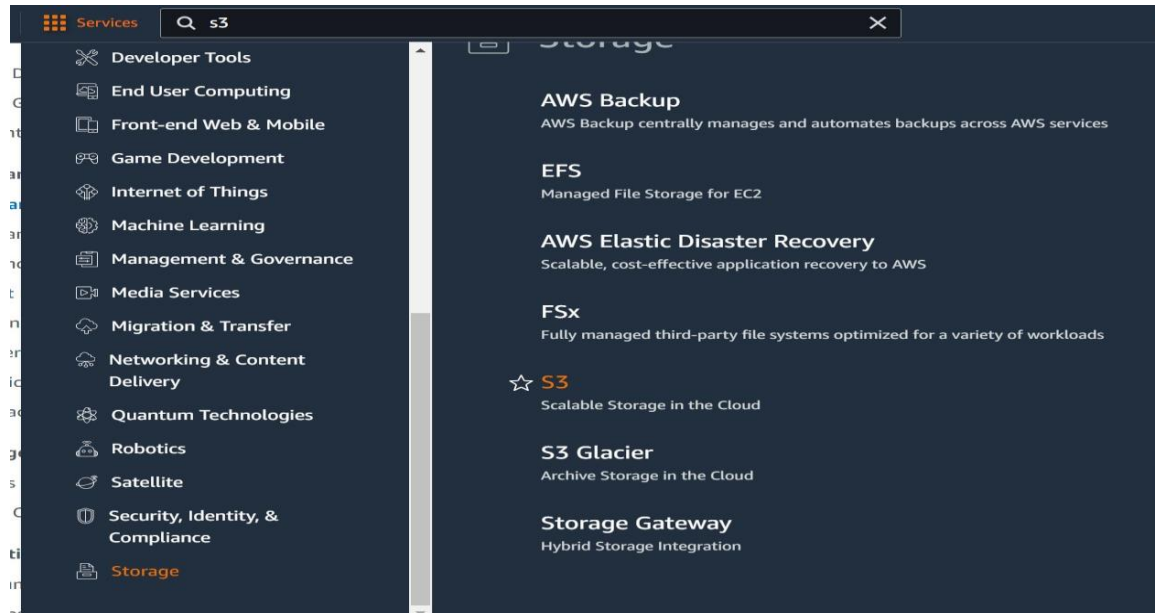 Services
s3
Developer Tools
End User Computing
Front-end Web & Mobile
Game Development
Internet of Things
Machine Learning
Management & Governance
Media Services
Migration & Transfer
Networking & Content
Delivery
Quantum Technologies
Robotics
Satellite
Security, Identity, &
Compliance
Storage
Storage
AWS Backup
AWS Backup centrally manages and automates backups across AWS services
EFS
Managed File Storage for EC2
AWS Elastic Disaster Recovery
Scalable, cost-effective application recovery to AWS
FSx
Fully managed third-party file systems optimized for a variety of workloads
S3
Scalable Storage in the Cloud
S3 Glacier
Archive Storage in the Cloud
Storage Gateway
Hybrid Storage Integration